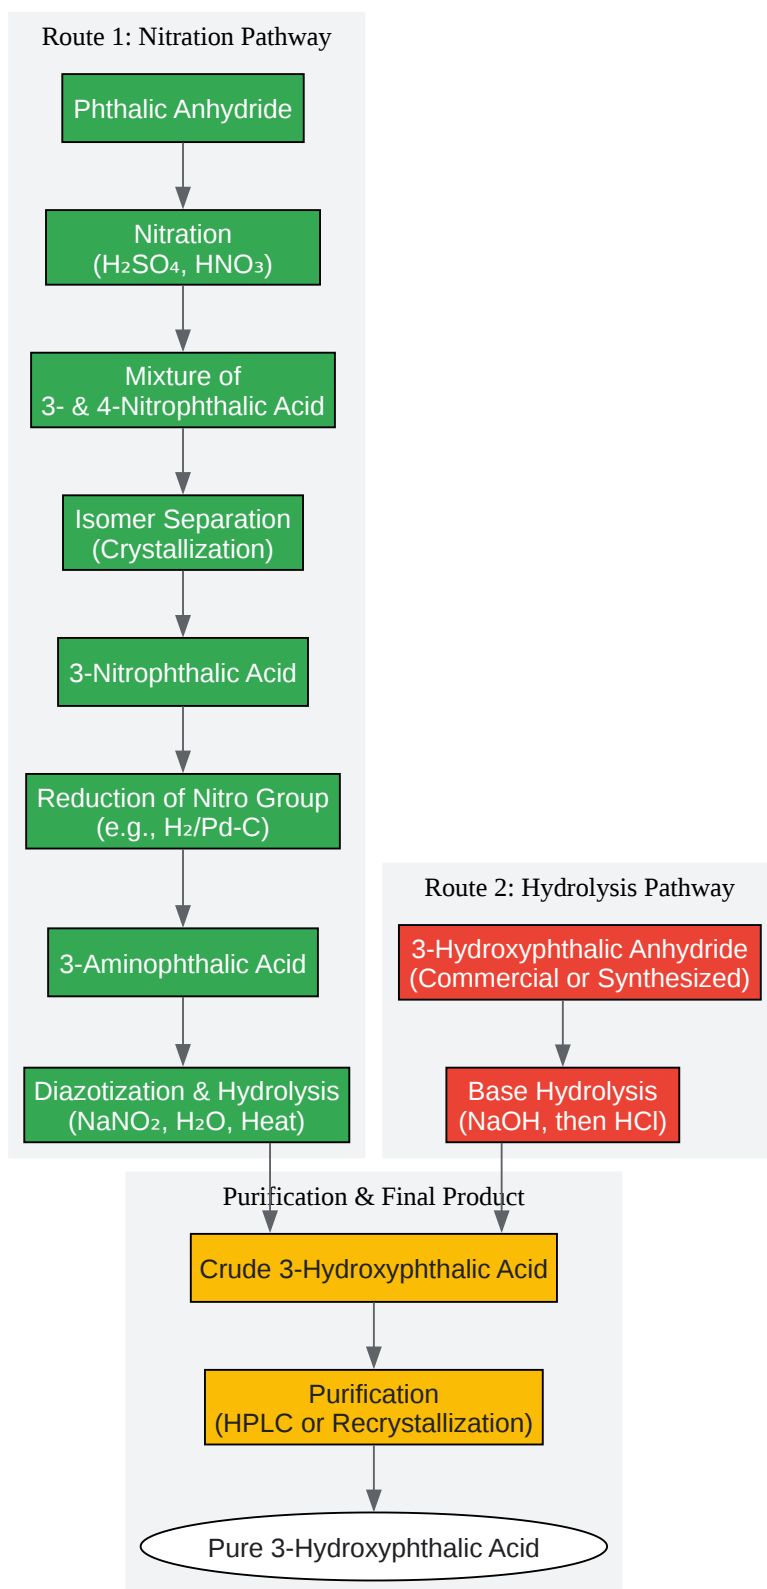 Route 1: Nitration Pathway
Phthalic Anhydride
Nitration
(H₂SO₄, HNO₃)
Mixture of
3- & 4-Nitrophthalic Acid
Isomer Separation
(Crystallization)
3-Nitrophthalic Acid
Reduction of Nitro Group
(e.g., H₂/Pd-C)
3-Aminophthalic Acid
Diazotization & Hydrolysis
(NaNO₂, H₂O, Heat)
Route 2: Hydrolysis Pathway
3-Hydroxyphthalic Anhydride
(Commercial or Synthesized)
Base Hydrolysis
(NaOH, then HCl)
Purification & Final Product
Crude 3-Hydroxyphthalic Acid
Purification
(HPLC or Recrystallization)
Pure 3-Hydroxyphthalic Acid